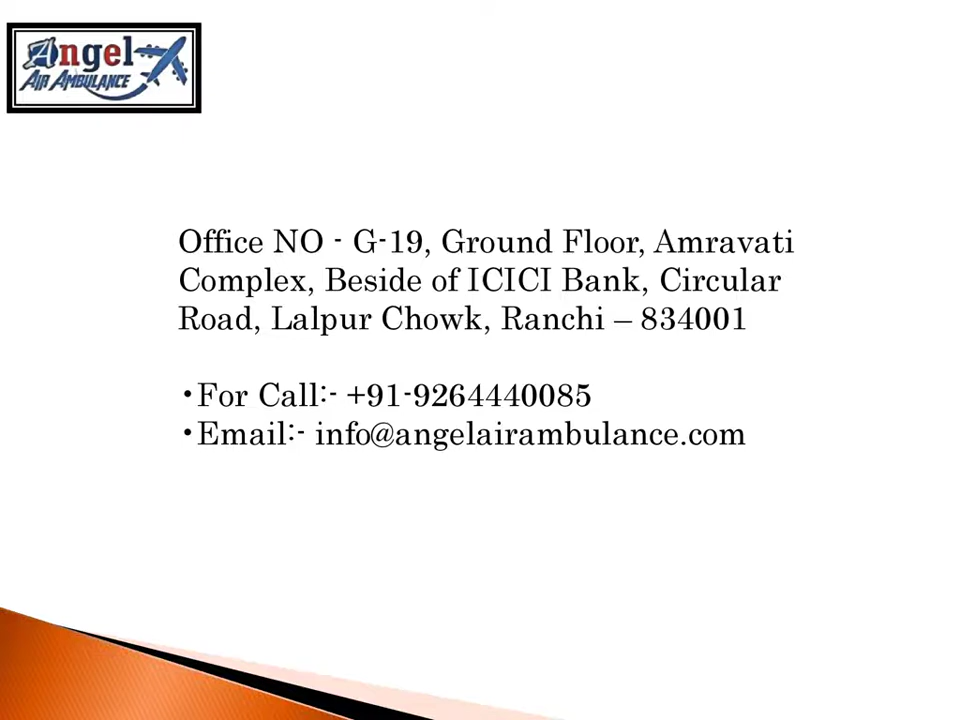 Angel
AIR AMBULANCE
Office NO - G-19, Ground Floor, Amravati
Complex, Beside of ICICI Bank, Circular
Road, Lalpur Chowk, Ranchi – 834001
•For Call:- +91-9264440085
•Email:- info@angelairambulance.com